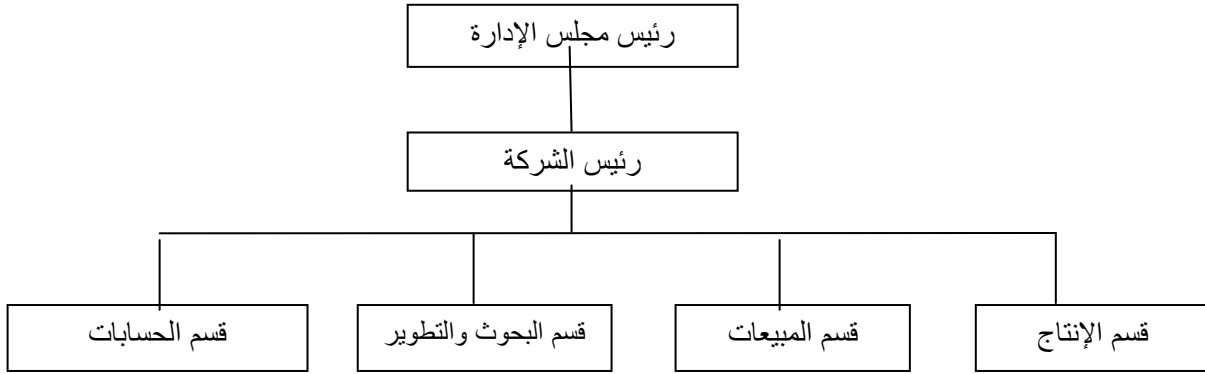 رئيس مجلس الإدارة
رئيس الشركة
قسم الإنتاج
قسم المبيعات
قسم البحوث والتطوير
قسم الحسابات